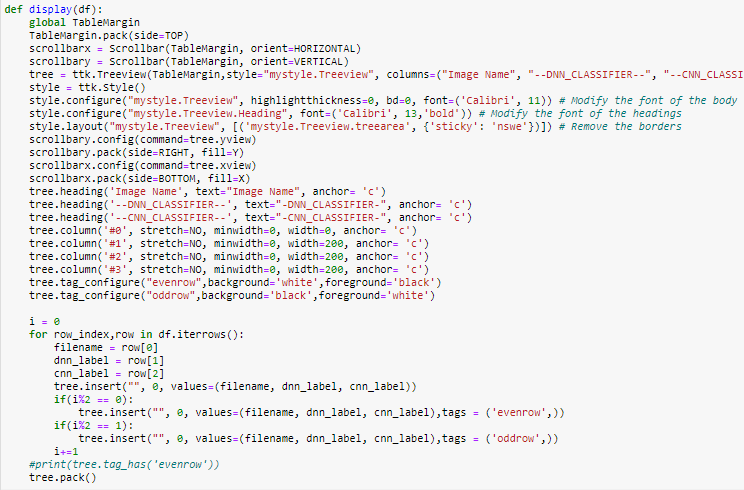 def display(df):
    global TableMargin
    TableMargin.pack(side=TOP)
    scrollbarx = Scrollbar(TableMargin, orient=HORIZONTAL)
    scrollbary = Scrollbar(TableMargin, orient=VERTICAL)
    tree = ttk.Treeview(TableMargin,style="mystyle.Treeview", columns=("Image Name", "--DNN_CLASSIFIER--", "--CNN_CLASSI
    style = ttk.Style()
    style.configure("mystyle.Treeview", highlightthickness=0, bd=0, font=('Calibri', 11)) # Modify the font of the body
    style.configure("mystyle.Treeview.Heading", font=('Calibri', 13,'bold')) # Modify the font of the headings
    style.layout("mystyle.Treeview", [('mystyle.Treeview.treearea', {'sticky': 'nswe'})]) # Remove the borders
    scrollbary.config(command=tree.yview)
    scrollbary.pack(side=RIGHT, fill=Y)
    scrollbarx.config(command=tree.xview)
    scrollbarx.pack(side=BOTTOM, fill=X)
    tree.heading('Image Name', text="Image Name", anchor= 'c')
    tree.heading('--DNN_CLASSIFIER--', text="-DNN_CLASSIFIER-", anchor= 'c')
    tree.heading('--CNN_CLASSIFIER--', text="-CNN_CLASSIFIER-", anchor= 'c')
    tree.column('#0', stretch=NO, minwidth=0, width=0, anchor= 'c')
    tree.column('#1', stretch=NO, minwidth=0, width=200, anchor= 'c')
    tree.column('#2', stretch=NO, minwidth=0, width=200, anchor= 'c')
    tree.column('#3', stretch=NO, minwidth=0, width=200, anchor= 'c')
    tree.tag_configure("evenrow",background='white',foreground='black')
    tree.tag_configure("oddrow",background='black',foreground='white')

    i = 0
    for row_index,row in df.iterrows():
        filename = row[0]
        dnn_label = row[1]
        cnn_label = row[2]
        tree.insert("", 0, values=(filename, dnn_label, cnn_label))
        if(i%2 == 0):
            tree.insert("", 0, values=(filename, dnn_label, cnn_label),tags = ('evenrow',))
        if(i%2 == 1):
            tree.insert("", 0, values=(filename, dnn_label, cnn_label),tags = ('oddrow',))
        i+=1
    #print(tree.tag_has('evenrow'))
    tree.pack()